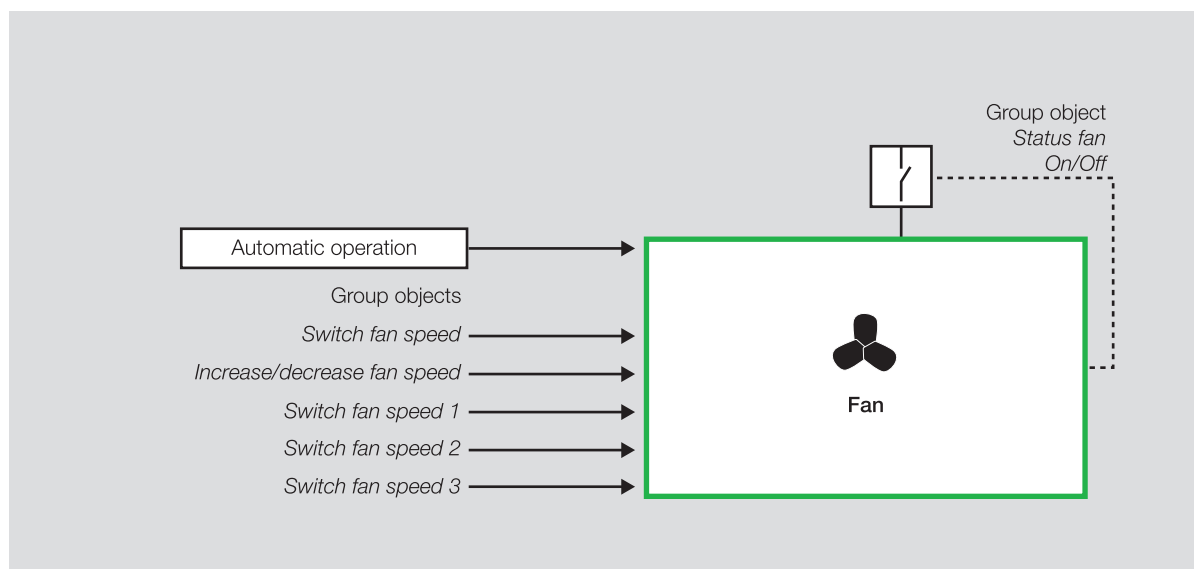 Group object
Status fan
On/Off
Automatic operation
Group objects
Switch fan speed
Increase/decrease fan speed
Switch fan speed 1
Switch fan speed 2
Switch fan speed 3
Fan